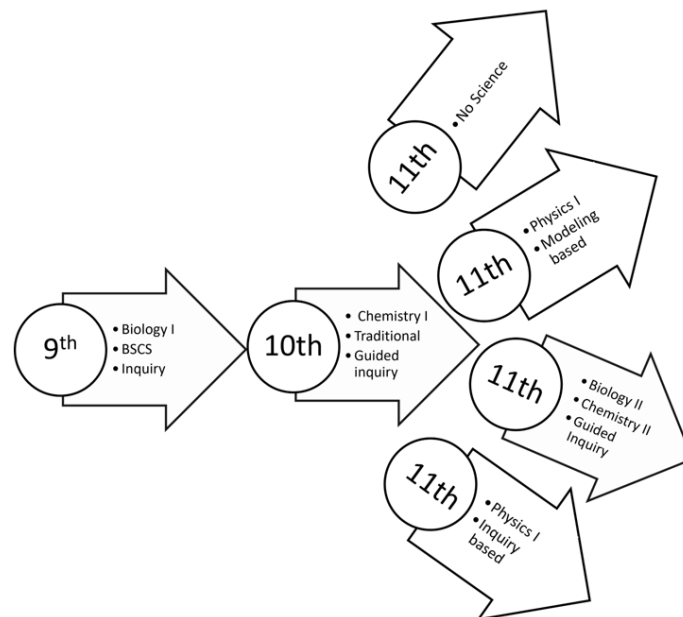 11th
• No Science
11th
• Physics I
• Modeling
based
9th
• Biology I
• BSCS
• Inquiry
10th
• Chemistry I
• Traditional
• Guided
inquiry
11th
• Biology II
• Chemistry II
• Guided
Inquiry
11th
• Physics I
• Inquiry
based